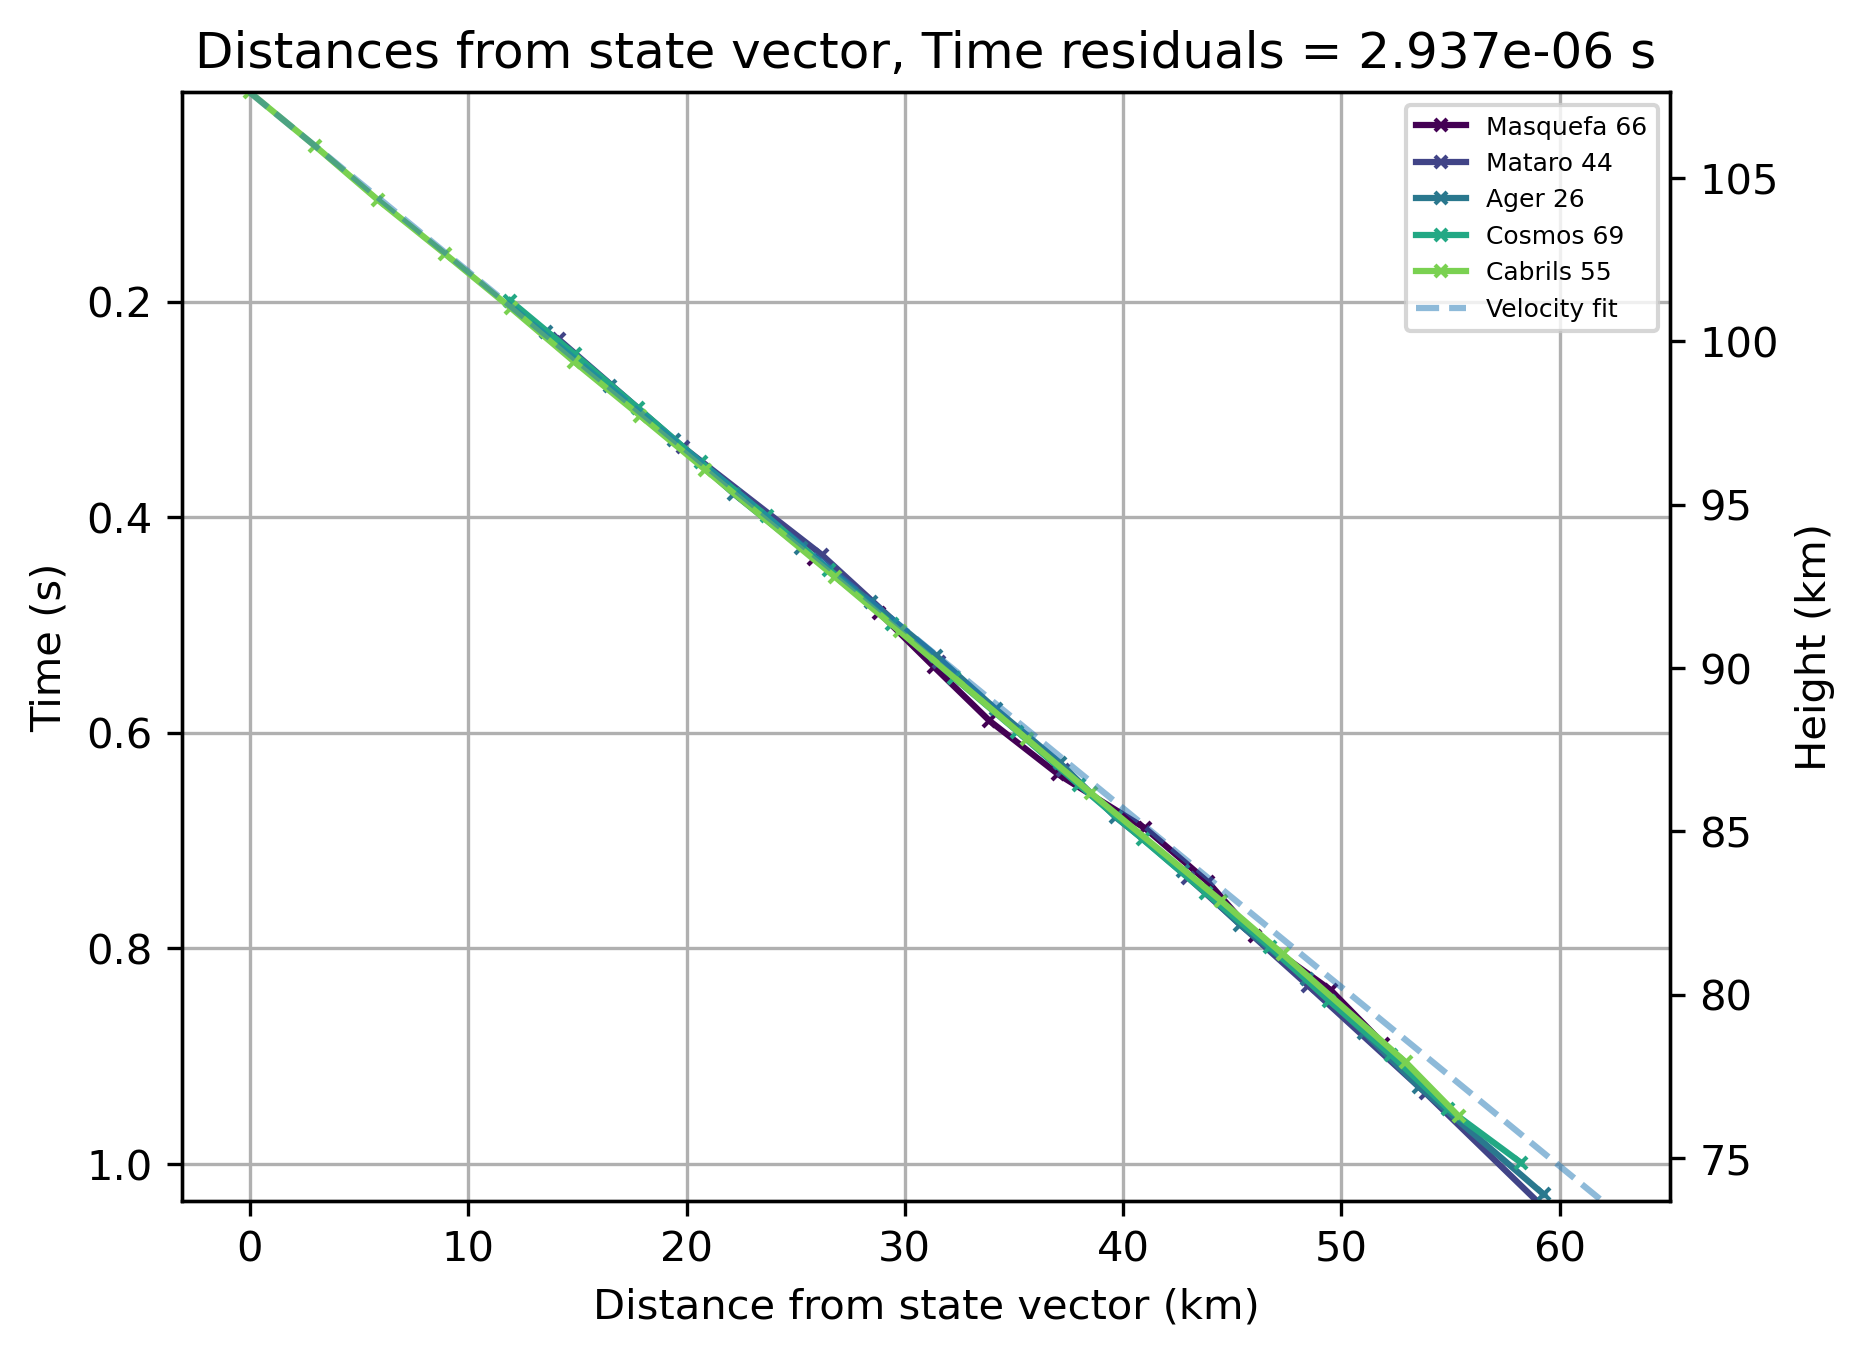 Distances from state vector, Time residuals = 2.937e-06 s
Masquefa 66
Mataro 44
Ager 26
Cosmos 69
Cabrils 55
Velocity fit
Time (s)
0.2
0.4
0.6
0.8
1.0
105
100
95
90
85
80
75
Height (km)
0 10 20 30 40 50 60
Distance from state vector (km)